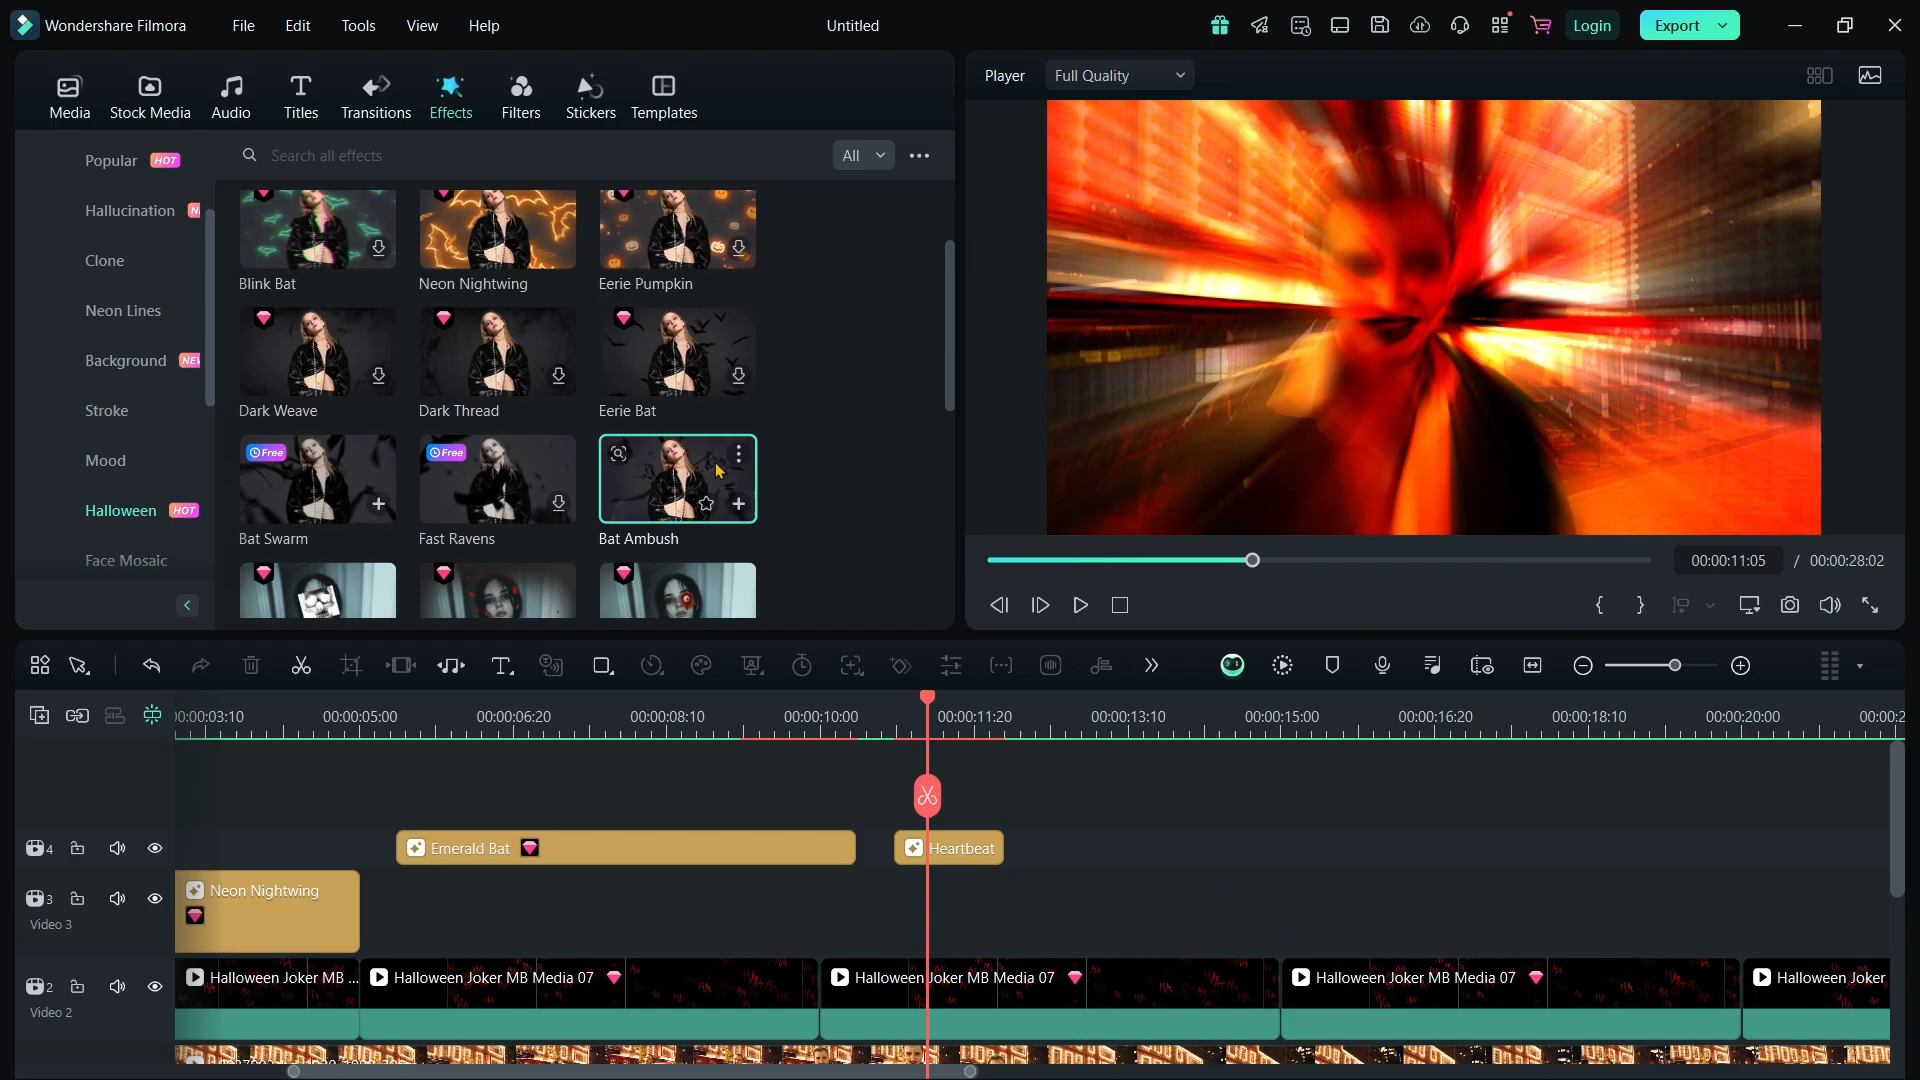 Wondershare Filmora
File
Edit
Tools
View
Help
Untitled
Login
Export
Media
Stock Media
Audio
Titles
Transitions
Effects
Filters
Stickers
Templates
Player
Full Quality
Popular HOT
Hallucination
Clone
Neon Lines
Background
Stroke
Mood
Halloween HOT
Face Mosaic
Search all effects
All
Blink Bat
Neon Nightwing
Eerie Pumpkin
Dark Weave
Dark Thread
Eerie Bat
Free
Free
Bat Swarm
Fast Ravens
Bat Ambush
00:00:11:05 / 00:00:28:02
00:00:03:10
00:00:05:00
00:00:06:20
00:00:08:10
00:00:10:00
00:00:11:20
00:00:13:10
00:00:15:00
00:00:16:20
00:00:18:10
00:00:20:00
4
Emerald Bat
Heartbeat
3
Video 3
Neon Nightwing
2
Video 2
Halloween Joker MB ...
Halloween Joker MB Media 07
Halloween Joker MB Media 07
Halloween Joker MB Media 07
Halloween Joker